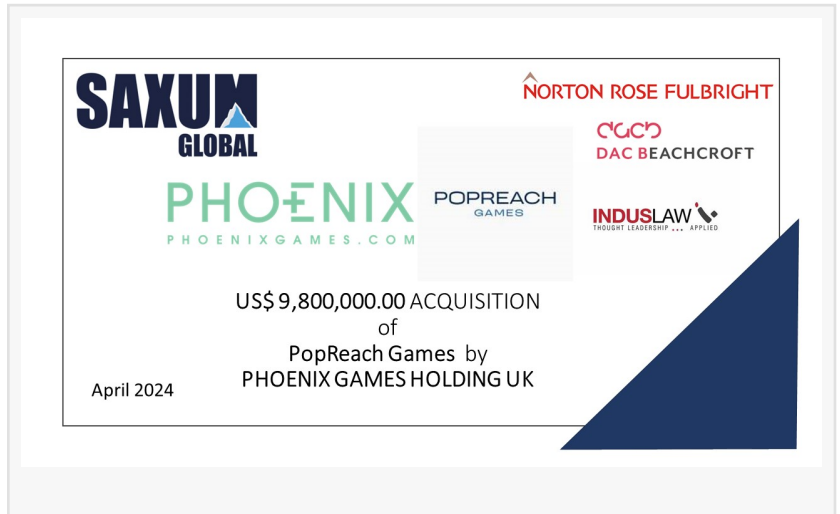 SAXUM
GLOBAL
NORTON ROSE FULBRIGHT
DAC BEACHCROFT
PHOENIX
PHOENIXGAMES.COM
POPREACH
GAMES
INDUSLAW
THOUGHT LEADERSHIP ... APPLIED
US$ 9,800,000.00 ACQUISITION
of
PopReach Games by
PHOENIX GAMES HOLDING UK
April 2024